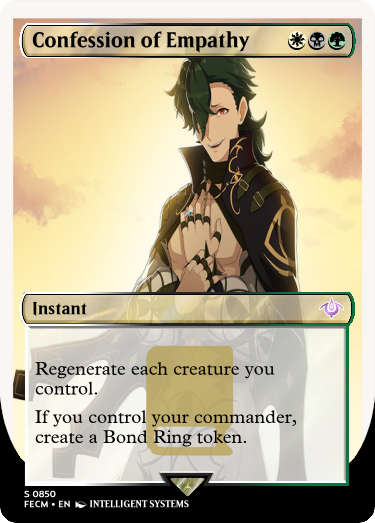 Confession of Empathy
Instant
Regenerate each creature you
control.
If you control your commander,
create a Bond Ring token.
S 0850
FECM • EN INTELLIGENT SYSTEMS